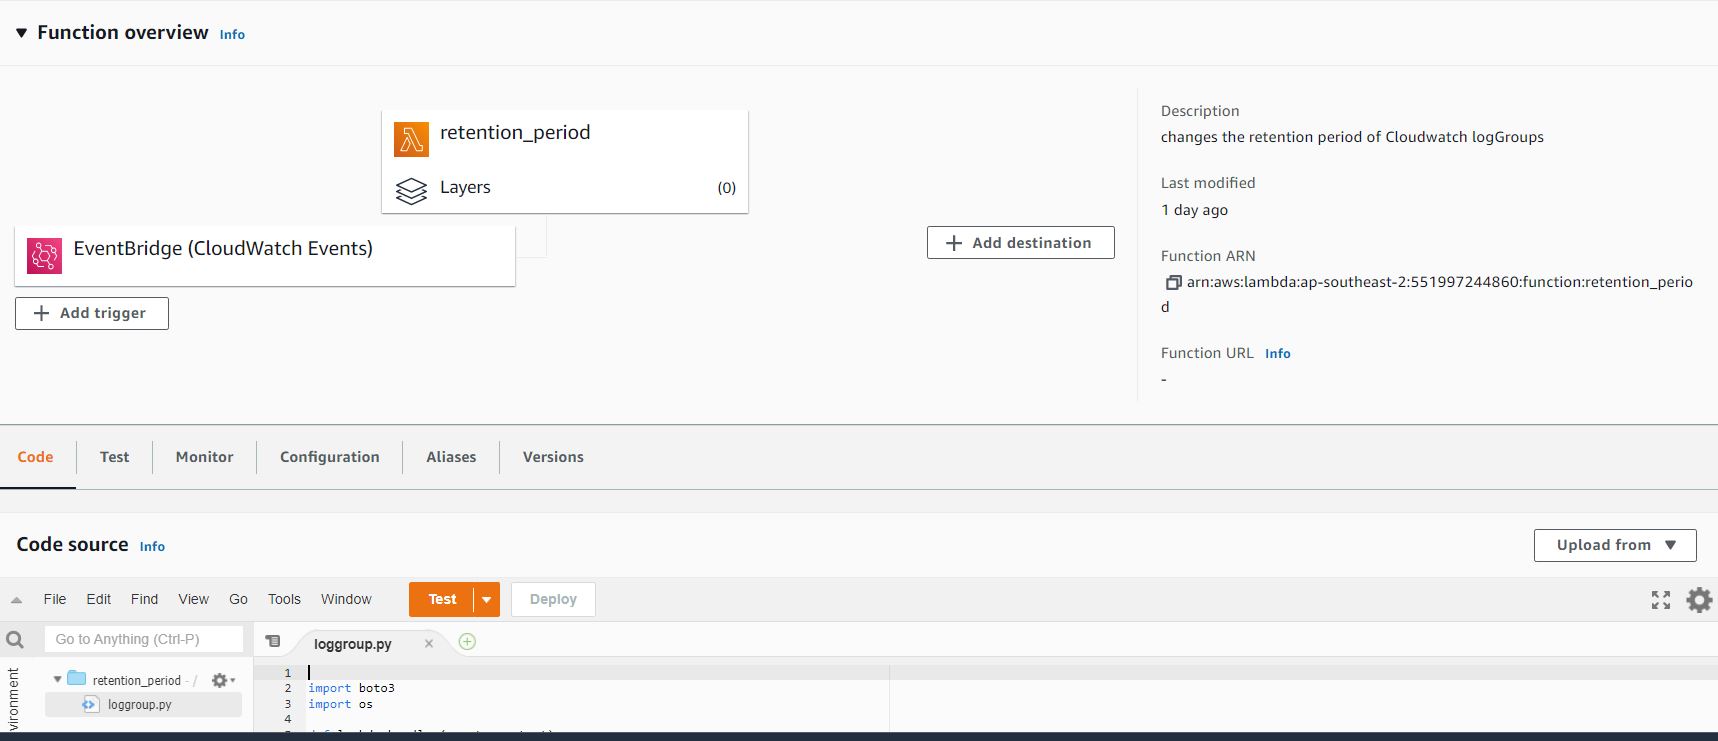 Function overview Info
retention_period
Layers (0)
EventBridge (CloudWatch Events)
Add trigger
Add destination
Description
changes the retention period of Cloudwatch logGroups
Last modified
1 day ago
Function ARN
arn:aws:lambda:ap-southeast-2:551997244860:function:retention_perio
d
Function URL Info
-
Code Test Monitor Configuration Aliases Versions
Code source Info
Upload from
File Edit Find View Go Tools Window Test Deploy
Go to Anything (Ctrl-P)
loggroup.py
retention_period - /
loggroup.py
1
2 import boto3
3 import os
4